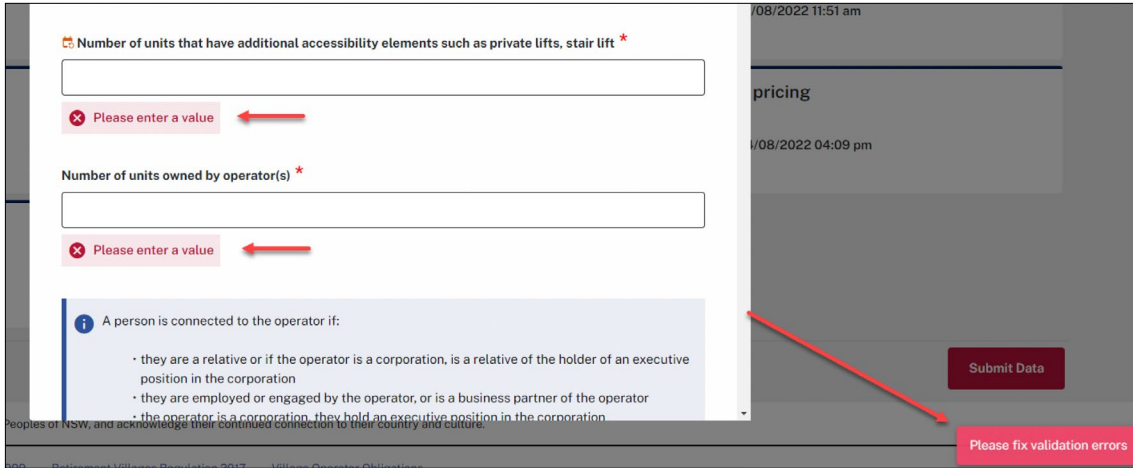 /08/2022 11:51 am
Number of units that have additional accessibility elements such as private lifts, stair lift *
Please enter a value
pricing
/08/2022 04:09 pm
Number of units owned by operator(s) *
Please enter a value
A person is connected to the operator if:
• they are a relative or if the operator is a corporation, is a relative of the holder of an executive
position in the corporation
• they are employed or engaged by the operator, or is a business partner of the operator
• the operator is a corporation, they hold an executive position in the corporation
Submit Data
Peoples of NSW, and acknowledge their continued connection to their country and culture.
Please fix validation errors
999 Retirement Villages Regulation 2017 Village Operator Obligations